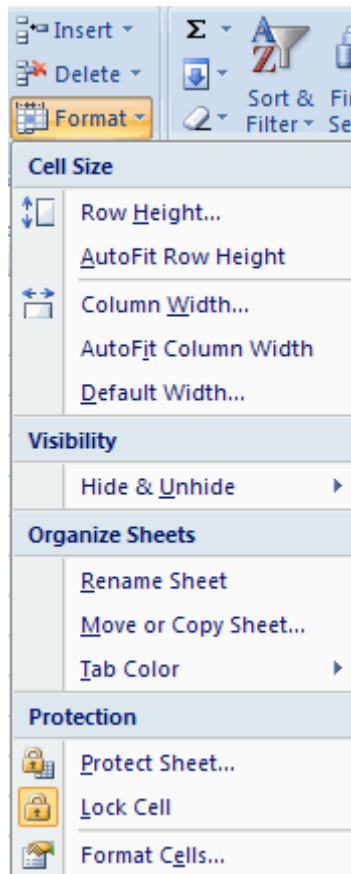 Insert
Delete
Format
Σ
A
Z
Sort &
Filter
Cell Size
Row Height...
AutoFit Row Height
Column Width...
AutoFit Column Width
Default Width...
Visibility
Hide & Unhide
Organize Sheets
Rename Sheet
Move or Copy Sheet...
Tab Color
Protection
Protect Sheet...
Lock Cell
Format Cells...